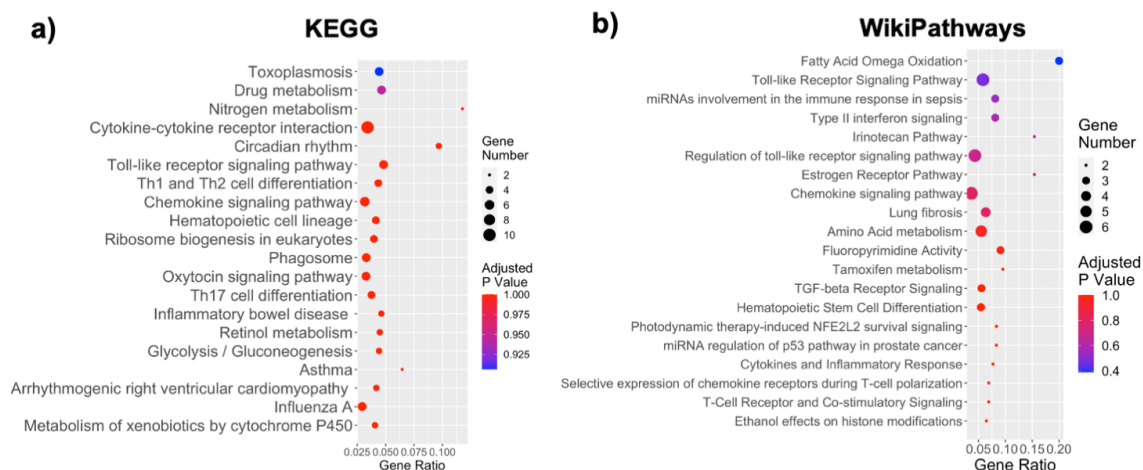 a)
KEGG
Toxoplasmosis
Drug metabolism
Nitrogen metabolism
Cytokine-cytokine receptor interaction
Circadian rhythm
Toll-like receptor signaling pathway
Th1 and Th2 cell differentiation
Chemokine signaling pathway
Hematopoietic cell lineage
Ribosome biogenesis in eukaryotes
Phagosome
Oxytocin signaling pathway
Th17 cell differentiation
Inflammatory bowel disease
Retinol metabolism
Glycolysis / Gluconeogenesis
Asthma
Arrhythmogenic right ventricular cardiomyopathy
Influenza A
Metabolism of xenobiotics by cytochrome P450
0.025 0.050 0.075 0.100
Gene Ratio
Gene
Number
2
4
6
8
10
Adjusted
P Value
1.000
0.975
0.950
0.925
b)
WikiPathways
Fatty Acid Omega Oxidation
Toll-like Receptor Signaling Pathway
miRNAs involvement in the immune response in sepsis
Type II interferon signaling
Irinotecan Pathway
Regulation of toll-like receptor signaling pathway
Estrogen Receptor Pathway
Chemokine signaling pathway
Lung fibrosis
Amino Acid metabolism
Fluoropyrimidine Activity
Tamoxifen metabolism
TGF-beta Receptor Signaling
Hematopoietic Stem Cell Differentiation
Photodynamic therapy-induced NFE2L2 survival signaling
miRNA regulation of p53 pathway in prostate cancer
Cytokines and Inflammatory Response
Selective expression of chemokine receptors during T-cell polarization
T-Cell Receptor and Co-stimulatory Signaling
Ethanol effects on histone modifications
0.05 0.10 0.15 0.20
Gene Ratio
Gene
Number
2
3
4
5
6
Adjusted
P Value
1.0
0.8
0.6
0.4